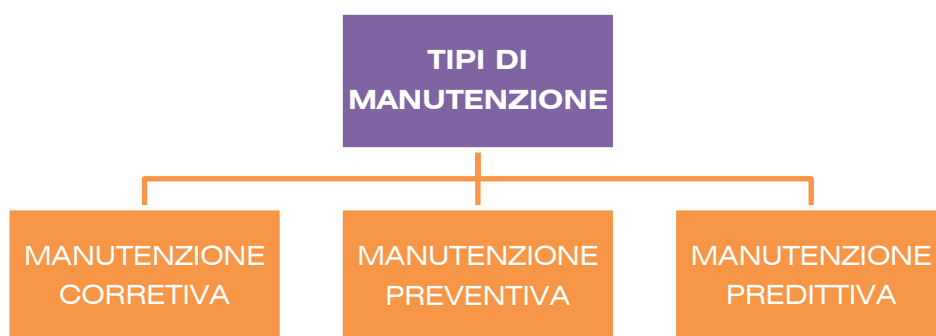 TIPI DI
MANUTENZIONE
MANUTENZIONE
CORRETIVA
MANUTENZIONE
PREVENTIVA
MANUTENZIONE
PREDITTIVA